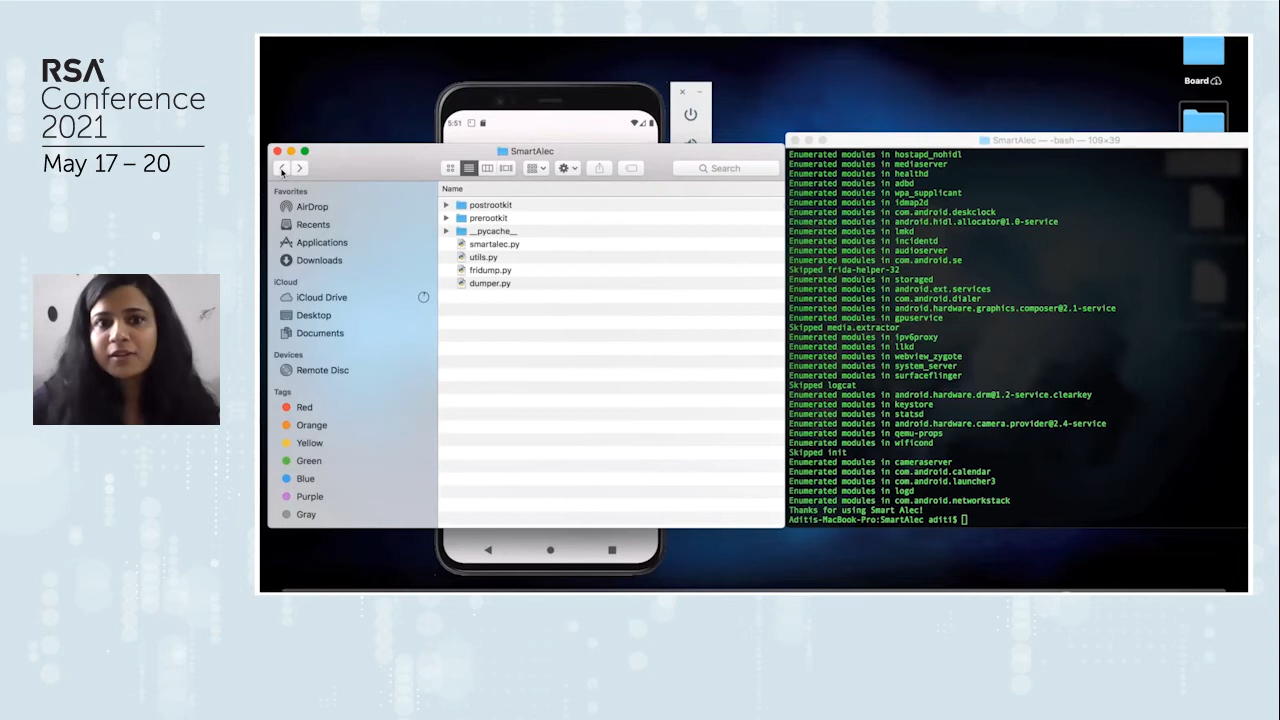 RSA
Conference
2021
May 17 – 20
Board
5:51
SmartAlec
Search
Favorites
AirDrop
Recents
Applications
Downloads
iCloud
iCloud Drive
Desktop
Documents
Devices
Remote Disc
Tags
Red
Orange
Yellow
Green
Blue
Purple
Gray
Name
postrootkit
prerootkit
__pycache__
smartalec.py
utils.py
fridump.py
dumper.py
SmartAlec — -bash — 109×39
Enumerated modules in hostapd_nohidl
Enumerated modules in mediaserver
Enumerated modules in healthd
Enumerated modules in adbd
Enumerated modules in wpa_supplicant
Enumerated modules in idmap2d
Enumerated modules in com.android.deskclock
Enumerated modules in android.hidl.allocator@1.0-service
Enumerated modules in lmkd
Enumerated modules in incidentd
Enumerated modules in audioserver
Enumerated modules in com.android.se
Skipped frida-helper-32
Enumerated modules in storaged
Enumerated modules in android.ext.services
Enumerated modules in com.android.dialer
Enumerated modules in android.hardware.graphics.composer@2.1-service
Enumerated modules in gpuservice
Skipped media.extractor
Enumerated modules in ipv6proxy
Enumerated modules in llkd
Enumerated modules in webview_zygote
Enumerated modules in system_server
Enumerated modules in surfaceflinger
Skipped logcat
Enumerated modules in android.hardware.drm@1.2-service.clearkey
Enumerated modules in keystore
Enumerated modules in statsd
Enumerated modules in android.hardware.camera.provider@2.4-service
Enumerated modules in qemu-props
Enumerated modules in wificond
Skipped init
Enumerated modules in cameraserver
Enumerated modules in com.android.calendar
Enumerated modules in com.android.launcher3
Enumerated modules in logd
Enumerated modules in com.android.networkstack
Thanks for using Smart Alec!
Aditis-MacBook-Pro:SmartAlec aditi$